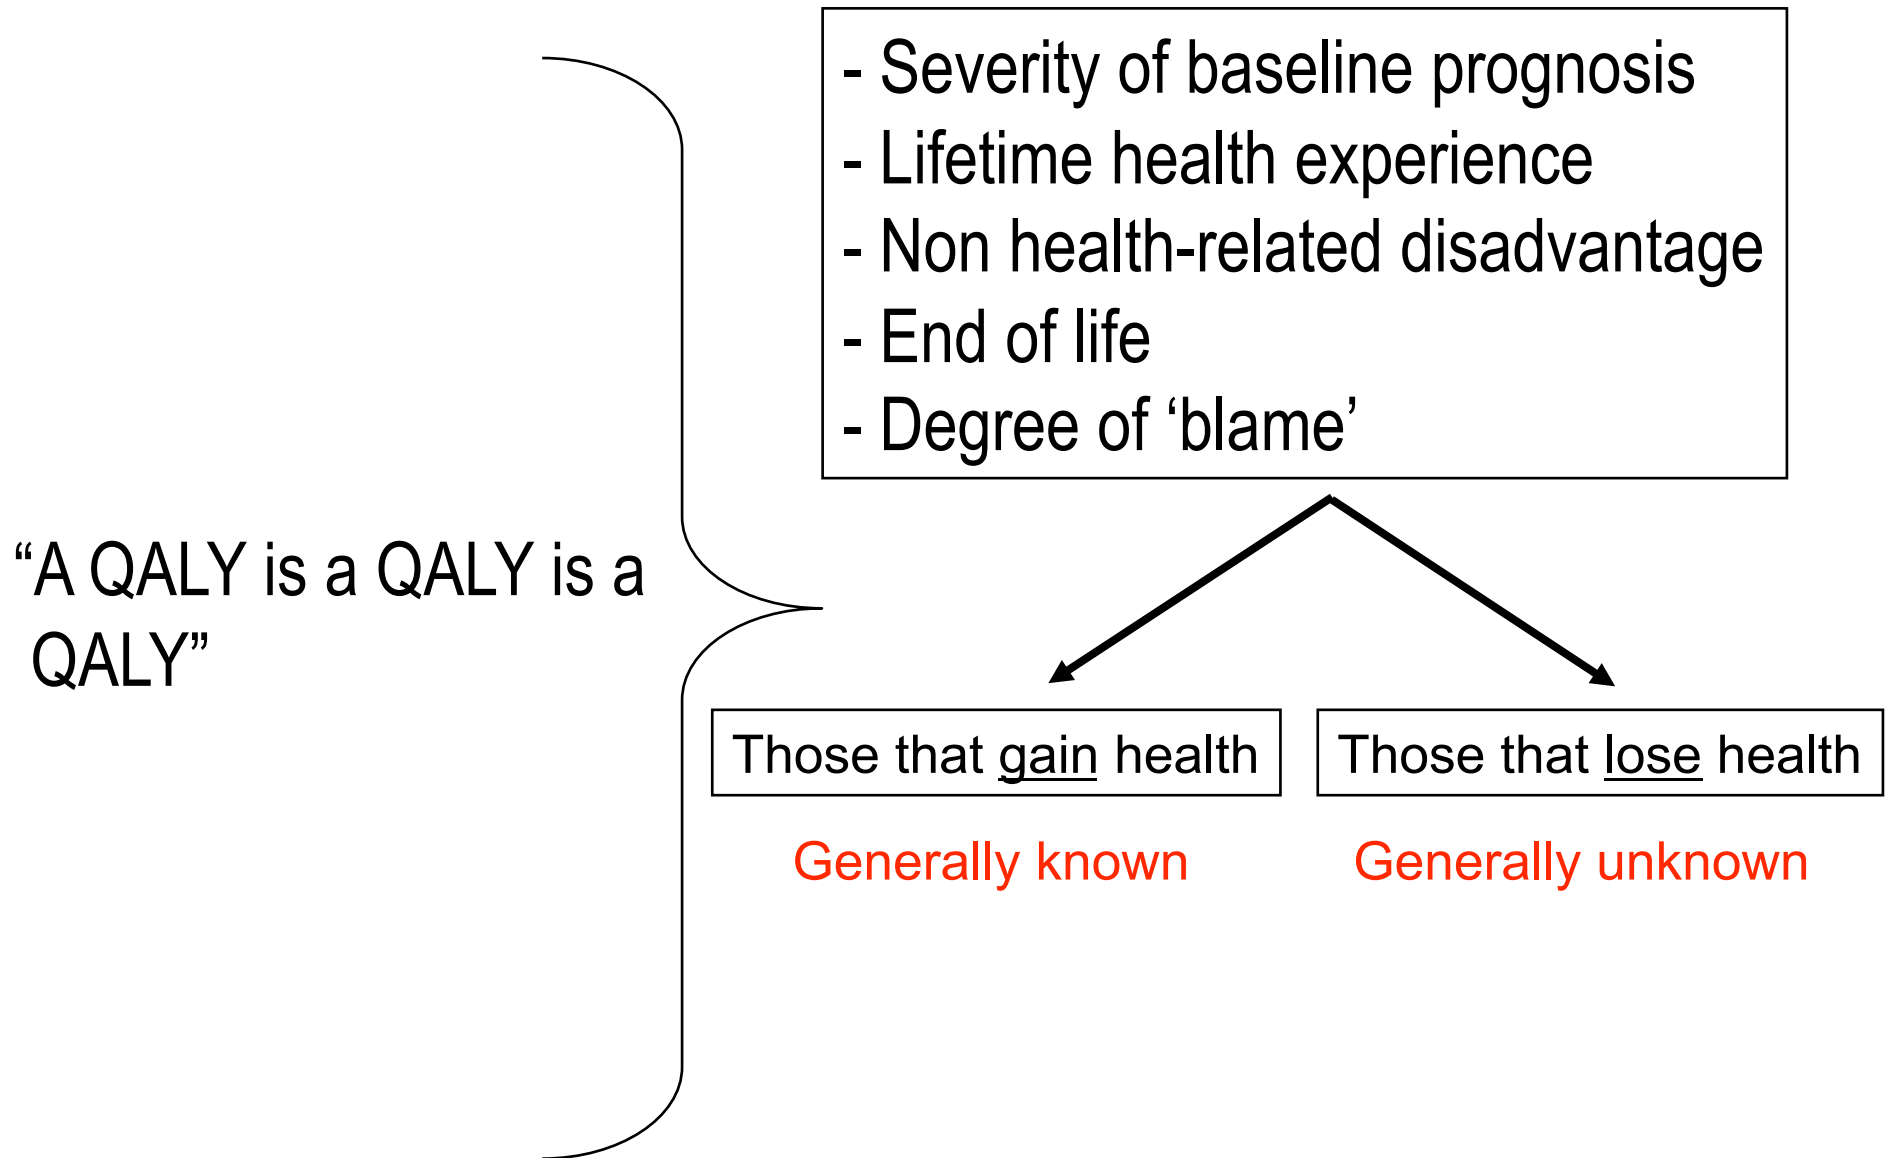 “A QALY is a QALY is a
QALY”
- Severity of baseline prognosis
- Lifetime health experience
- Non health-related disadvantage
- End of life
- Degree of ‘blame’
Those that gain health
Those that lose health
Generally known
Generally unknown